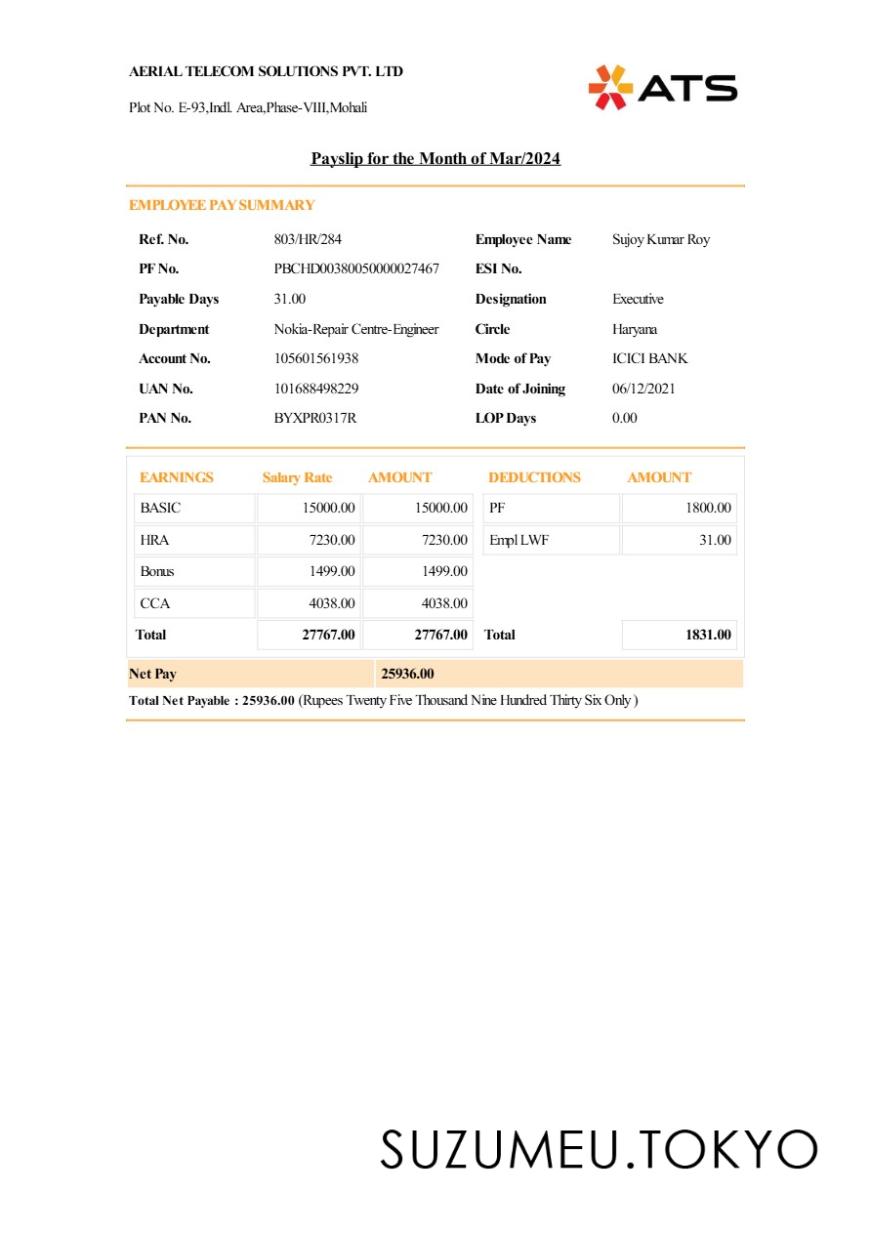 AERIAL TELECOM SOLUTIONS PVT. LTD
ATS
Plot No. E-93,Indl. Area,Phase-VIII,Mohali
Payslip for the Month of Mar/2024
EMPLOYEE PAY SUMMARY
Ref. No. 803/HR/284 Employee Name Sujoy Kumar Roy
PF No. PBCHD00380050000027467 ESI No.
Payable Days 31.00 Designation Executive
Department Nokia-Repair Centre-Engineer Circle Haryana
Account No. 105601561938 Mode of Pay ICICI BANK
UAN No. 101688498229 Date of Joining 06/12/2021
PAN No. BYXPR0317R LOP Days 0.00
EARNINGS Salary Rate AMOUNT DEDUCTIONS AMOUNT
BASIC 15000.00 15000.00 PF 1800.00
HRA 7230.00 7230.00 Empl LWF 31.00
Bonus 1499.00 1499.00
CCA 4038.00 4038.00
Total 27767.00 27767.00 Total 1831.00
Net Pay 25936.00
Total Net Payable : 25936.00 (Rupees Twenty Five Thousand Nine Hundred Thirty Six Only )
SUZUMEU.TOKYO